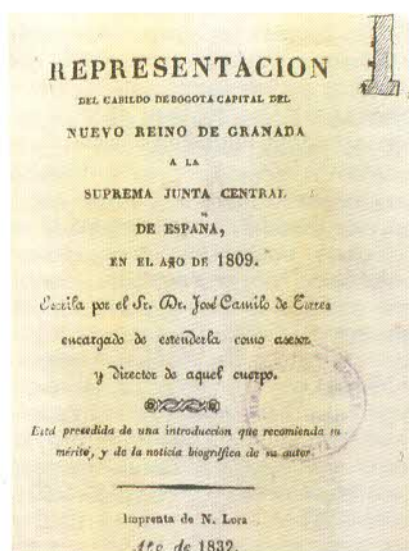 REPRESENTACION
DEL CABILDO DE BOGOTA CAPITAL DEL
NUEVO REINO DE GRANADA
A LA
SUPREMA JUNTA CENTRAL
DE ESPAÑA,
EN EL AÑO DE 1809.
Escrita por el Sr. Dr. José Camilo de Torres
encargado de estenderla como asesor
y Director de aquel cuerpo.
Está precedida de una introduccion que recomienda su
mérito, y de la noticia biográfica de su autor.
Imprenta de N. Lora
Año de 1832.